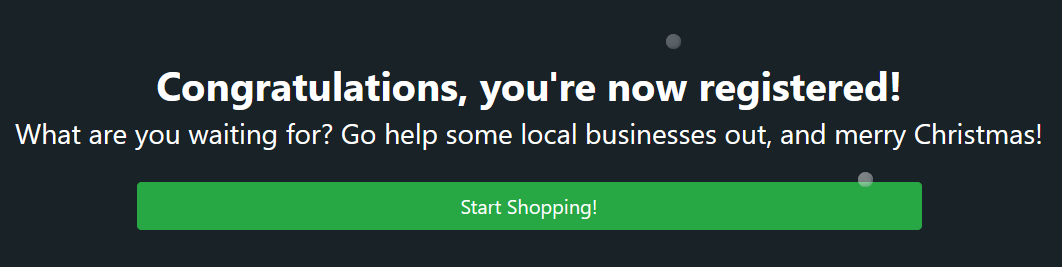 Congratulations, you're now registered!
What are you waiting for? Go help some local businesses out, and merry Christmas!
Start Shopping!